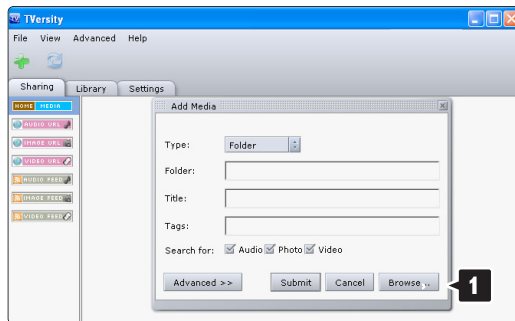 TVersity
File View Advanced Help
Sharing Library Settings
HOME MEDIA
AUDIO URL
IMAGE URL
VIDEO URL
AUDIO FEED
IMAGE FEED
VIDEO FEED
Add Media
Type: Folder
Folder:
Title:
Tags:
Search for: Audio Photo Video
Advanced >> Submit Cancel Browse... 1